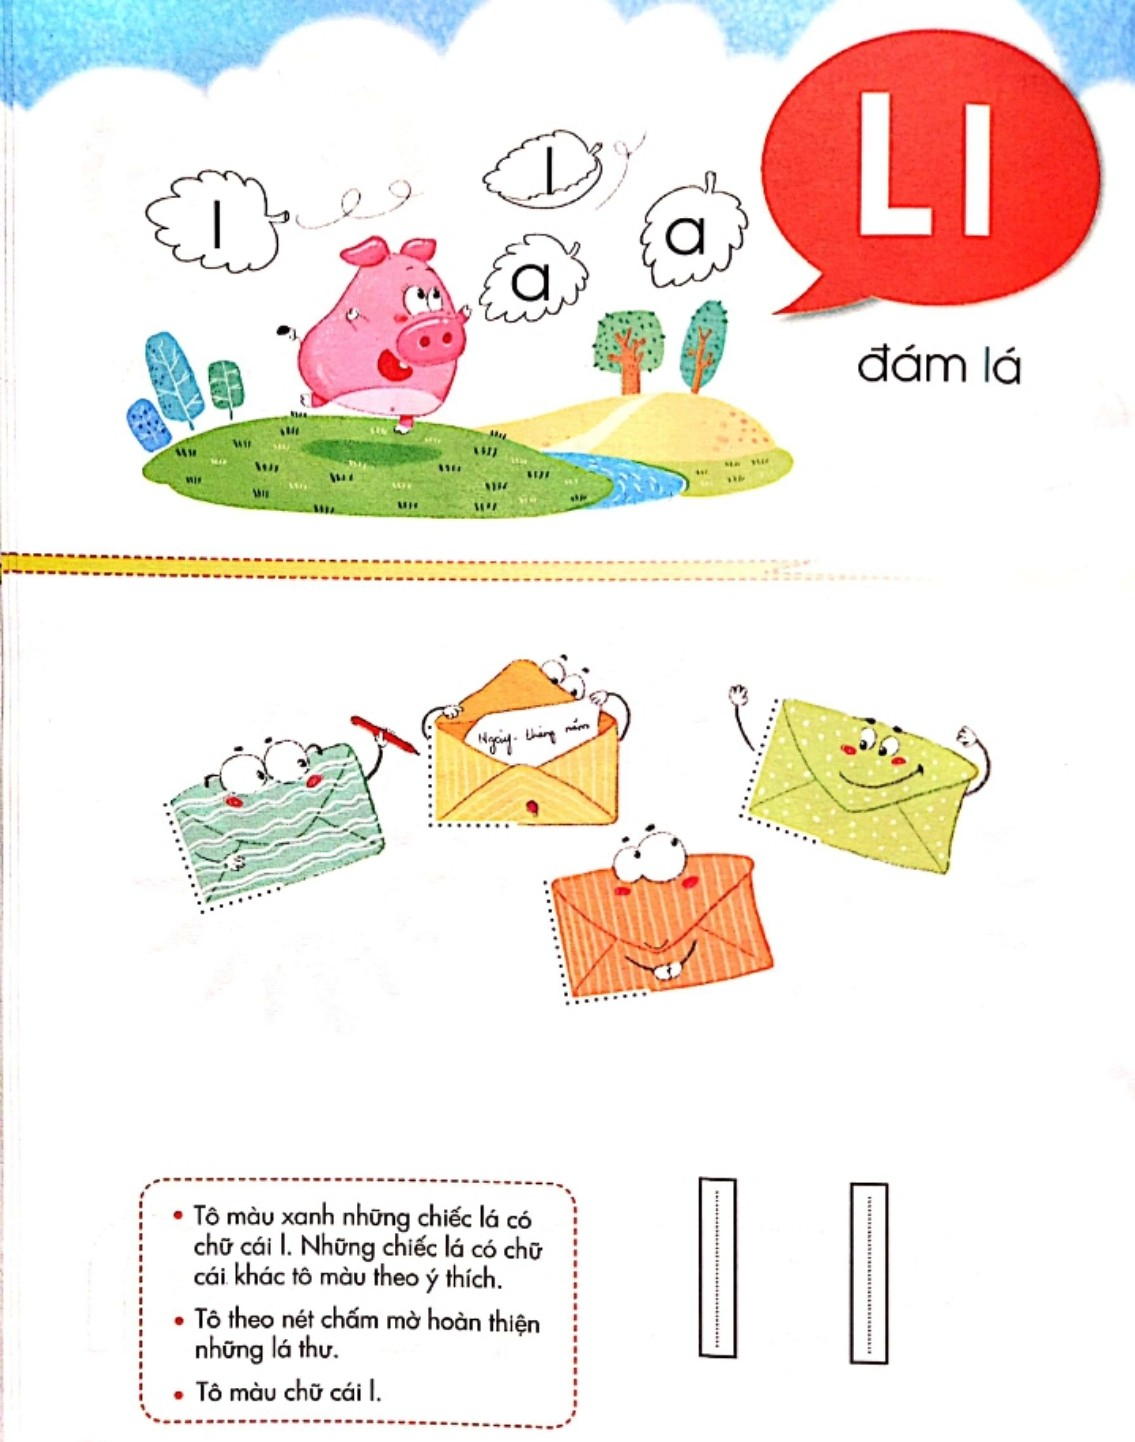 Ll
l
l
a
a
đám lá
Ngày tháng năm
• Tô màu xanh những chiếc lá có
chữ cái l. Những chiếc lá có chữ
cái khác tô màu theo ý thích.
• Tô theo nét chấm mờ hoàn thiện
những lá thư.
• Tô màu chữ cái l.
l l